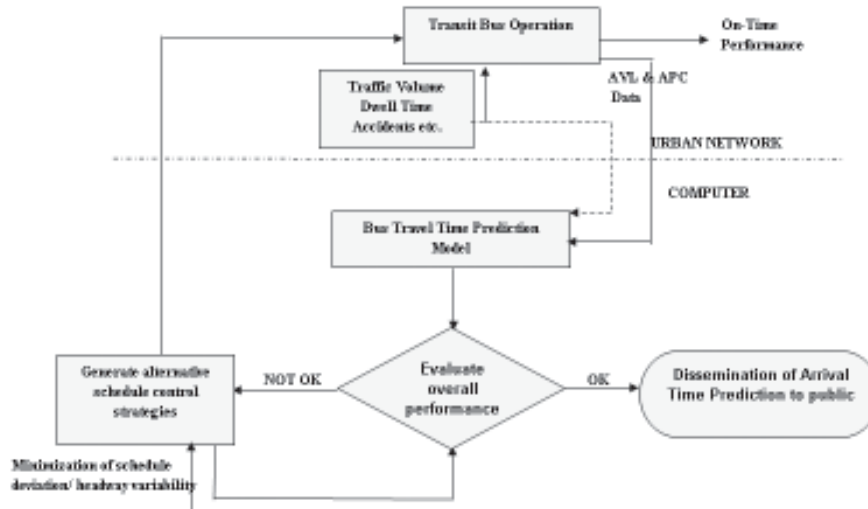 Transit Bus Operation
On-Time
Performance
Traffic Volume
Dwell Time
Accidents etc.
AVL & APC
Data
URBAN NETWORK
COMPUTER
Bus Travel Time Prediction
Model
Generate alternative
schedule control
strategies
NOT OK
Evaluate
overall
performance
OK
Dissemination of Arrival
Time Prediction to public
Minimization of schedule
deviation/ headway variability